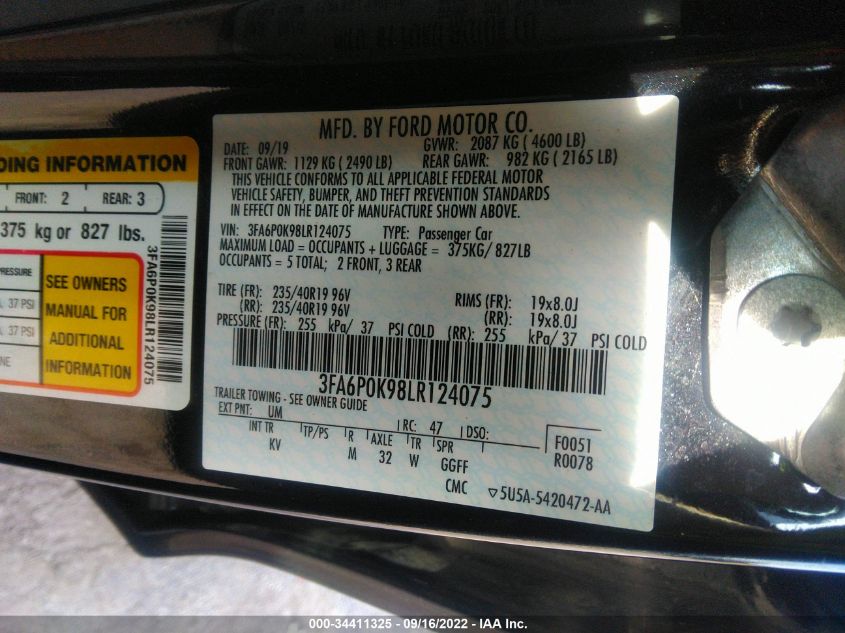 DING INFORMATION
FRONT: 2 REAR: 3
375 kg or 827 lbs.
PRESSURE
37 PSI
37 PSI
NE
SEE OWNERS
MANUAL FOR
ADDITIONAL
INFORMATION
3FA6P0K98LR124075
MFD. BY FORD MOTOR CO.
DATE: 09/19 GVWR: 2087 KG ( 4600 LB)
FRONT GAWR: 1129 KG ( 2490 LB) REAR GAWR: 982 KG ( 2165 LB)
THIS VEHICLE CONFORMS TO ALL APPLICABLE FEDERAL MOTOR
VEHICLE SAFETY, BUMPER, AND THEFT PREVENTION STANDARDS
IN EFFECT ON THE DATE OF MANUFACTURE SHOWN ABOVE.
VIN: 3FA6P0K98LR124075 TYPE: Passenger Car
MAXIMUM LOAD = OCCUPANTS + LUGGAGE = 375KG/ 827LB
OCCUPANTS = 5 TOTAL; 2 FRONT, 3 REAR
TIRE (FR): 235/40R19 96V RIMS (FR): 19x8.0J
(RR): 235/40R19 96V (RR): 19x8.0J
PRESSURE (FR): 255 kPa/ 37 PSI COLD (RR): 255 kPa/ 37 PSI COLD
3FA6P0K98LR124075
TRAILER TOWING - SEE OWNER GUIDE
EXT PNT: UM RC: 47 DSO: F0051
INT TR TP/PS R AXLE TR SPR R0078
KV M 32 W GGFF
CMC ▽5U5A-5420472-AA
000-34411325 - 09/16/2022 - IAA Inc.